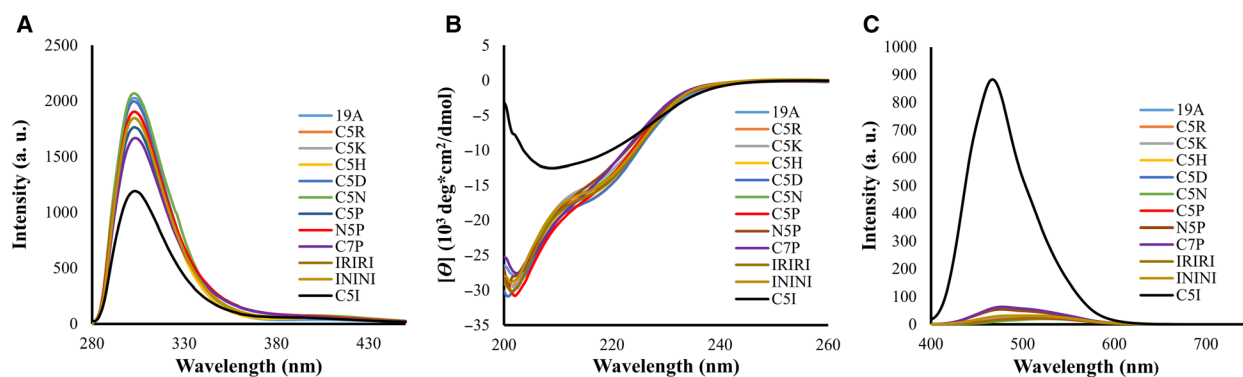 A
2500
2000
1500
1000
500
0
280
330
380
430
Intensity (a. u.)
Wavelength (nm)
19A
C5R
C5K
C5H
C5D
C5N
C5P
N5P
C7P
IRIRI
ININI
C5I
B
5
0
−5
−10
−15
−20
−25
−30
−35
200
220
240
260
[Θ] (10³ deg*cm²/dmol)
Wavelength (nm)
19A
C5R
C5K
C5H
C5D
C5N
C5P
N5P
C7P
IRIRI
ININI
C5I
C
1000
900
800
700
600
500
400
300
200
100
0
400
500
600
700
Intensity (a. u.)
Wavelength (nm)
19A
C5R
C5K
C5H
C5D
C5N
C5P
N5P
C7P
IRIRI
ININI
C5I